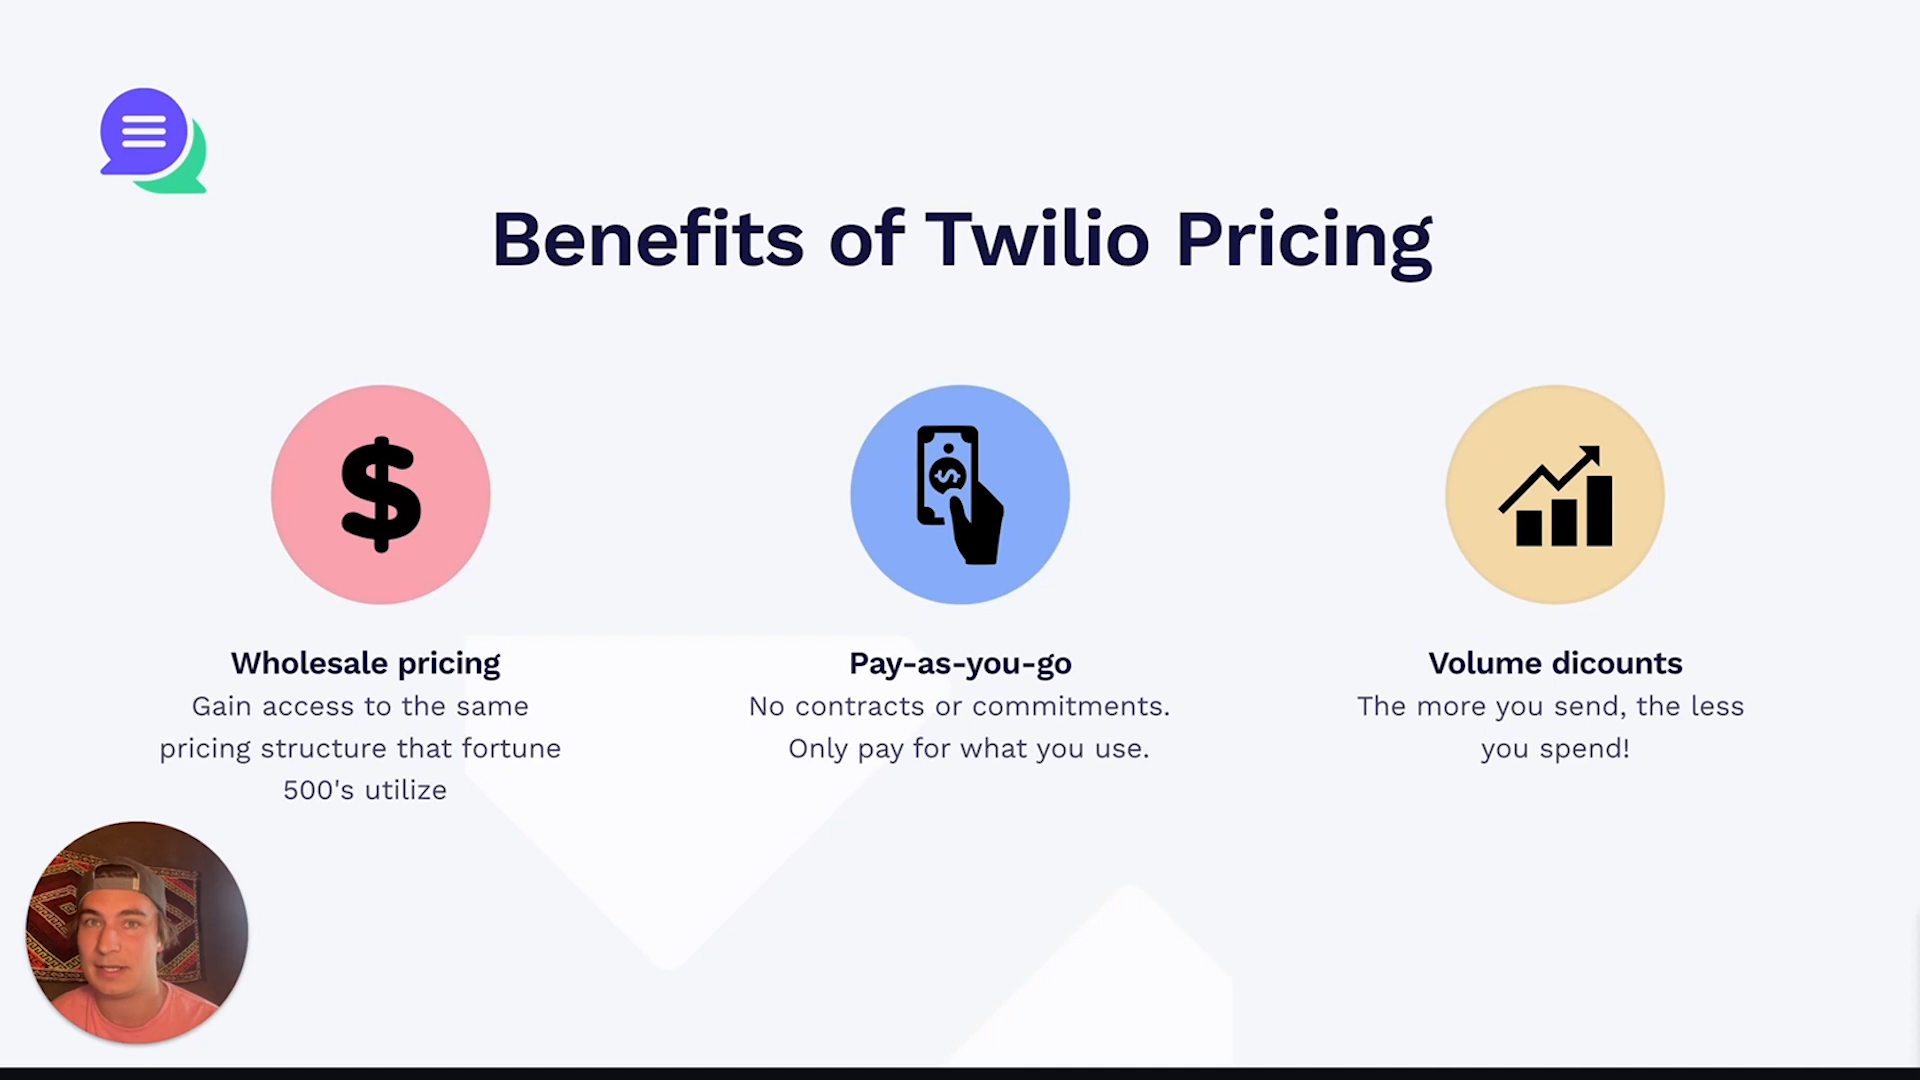 Benefits of Twilio Pricing
Wholesale pricing
Gain access to the same
pricing structure that fortune
500's utilize
Pay-as-you-go
No contracts or commitments.
Only pay for what you use.
Volume dicounts
The more you send, the less
you spend!